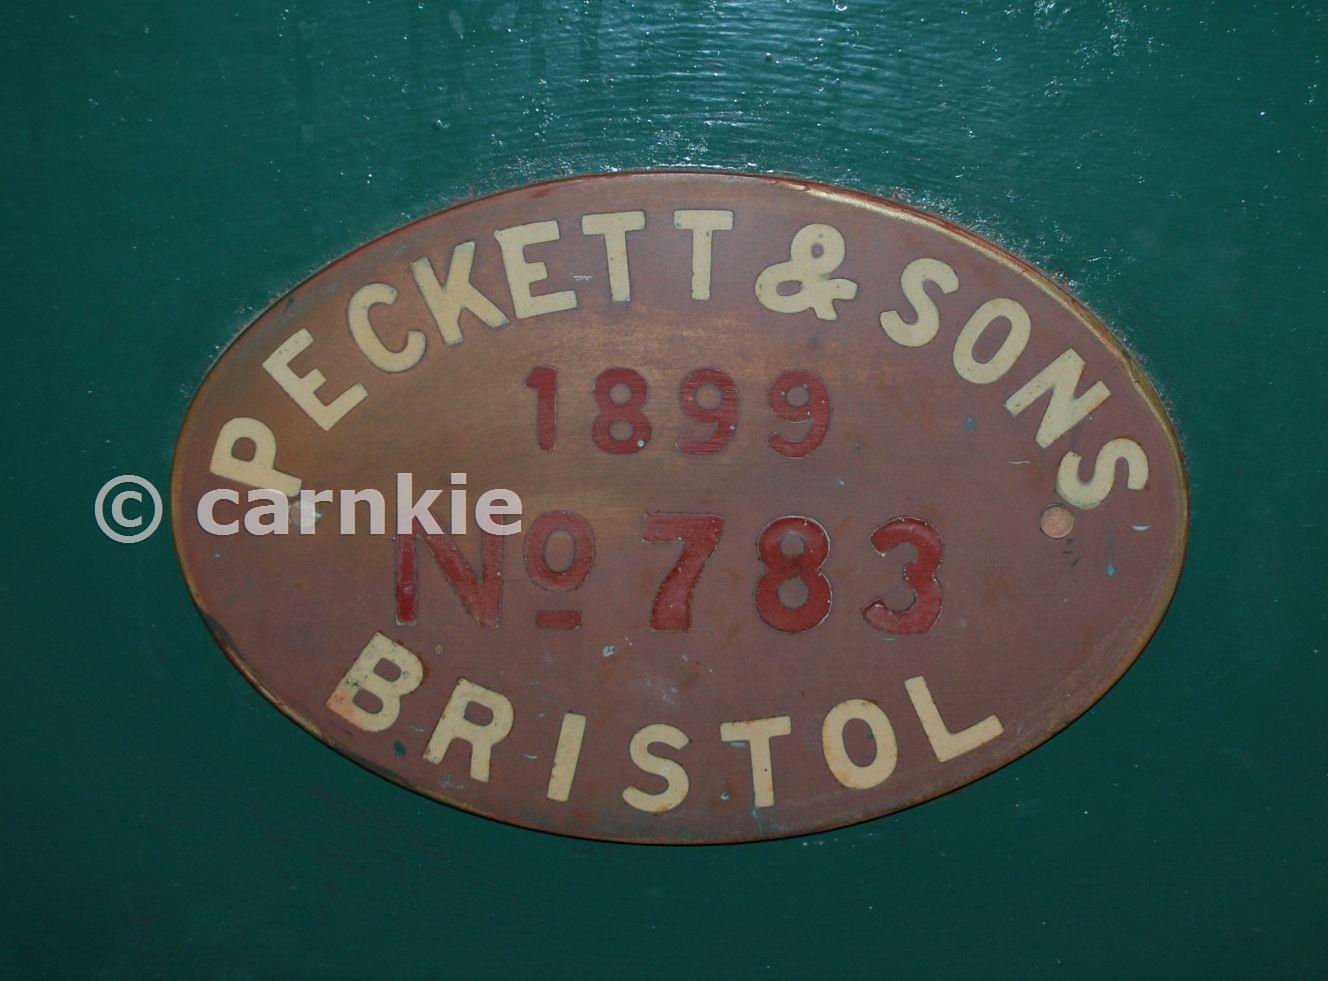 PECKETT & SONS
1899
© carnkie
No 783
BRISTOL